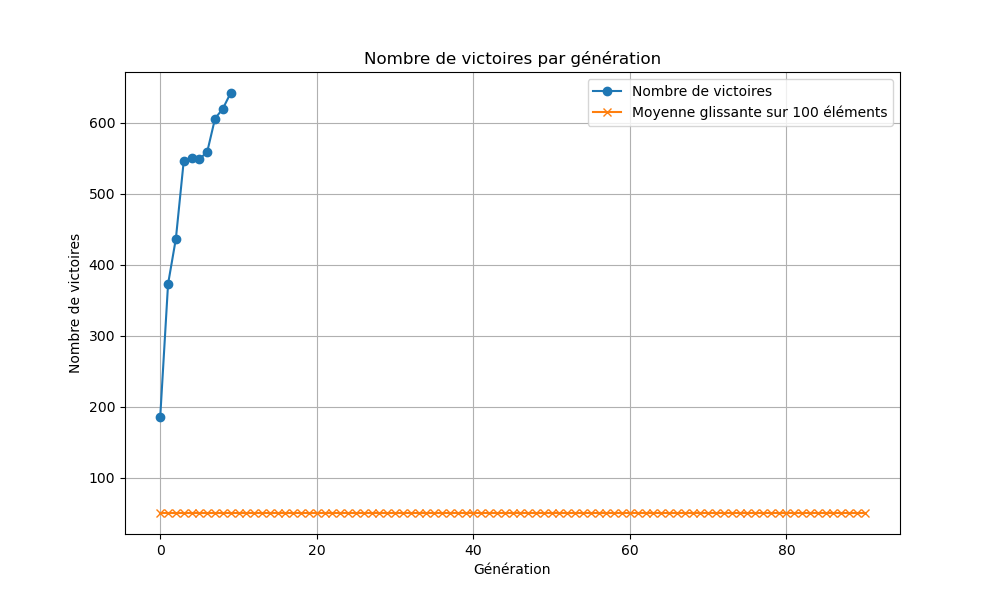 Nombre de victoires par génération
Nombre de victoires
Moyenne glissante sur 100 éléments
Nombre de victoires
600
500
400
300
200
100
0
20
40
60
80
Génération